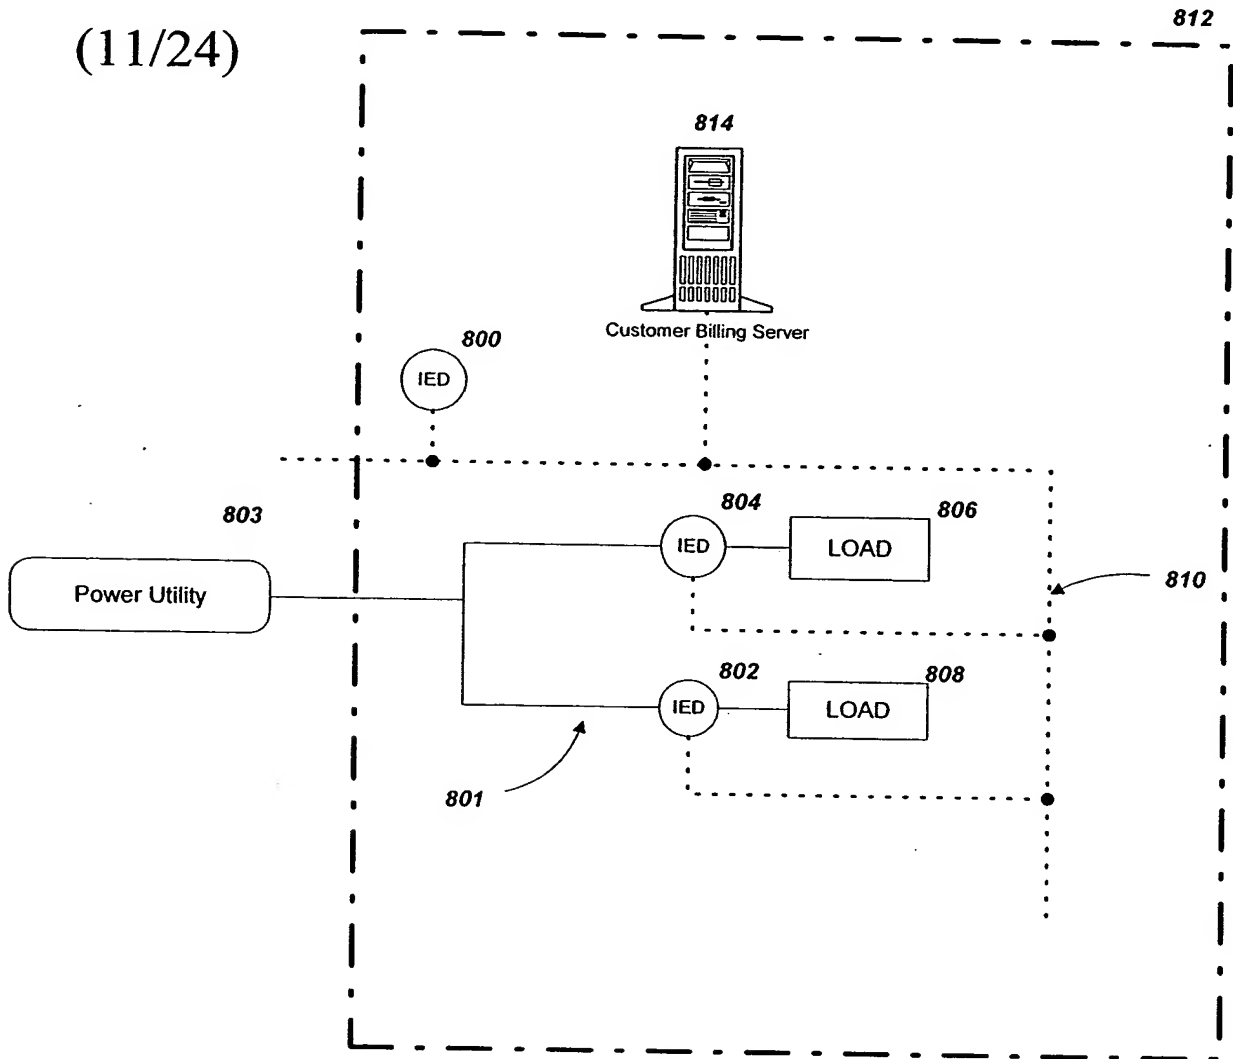 812
(11/24)
814
Customer Billing Server
800
IED
803
804
806
IED
LOAD
Power Utility
810
802
808
IED
LOAD
801